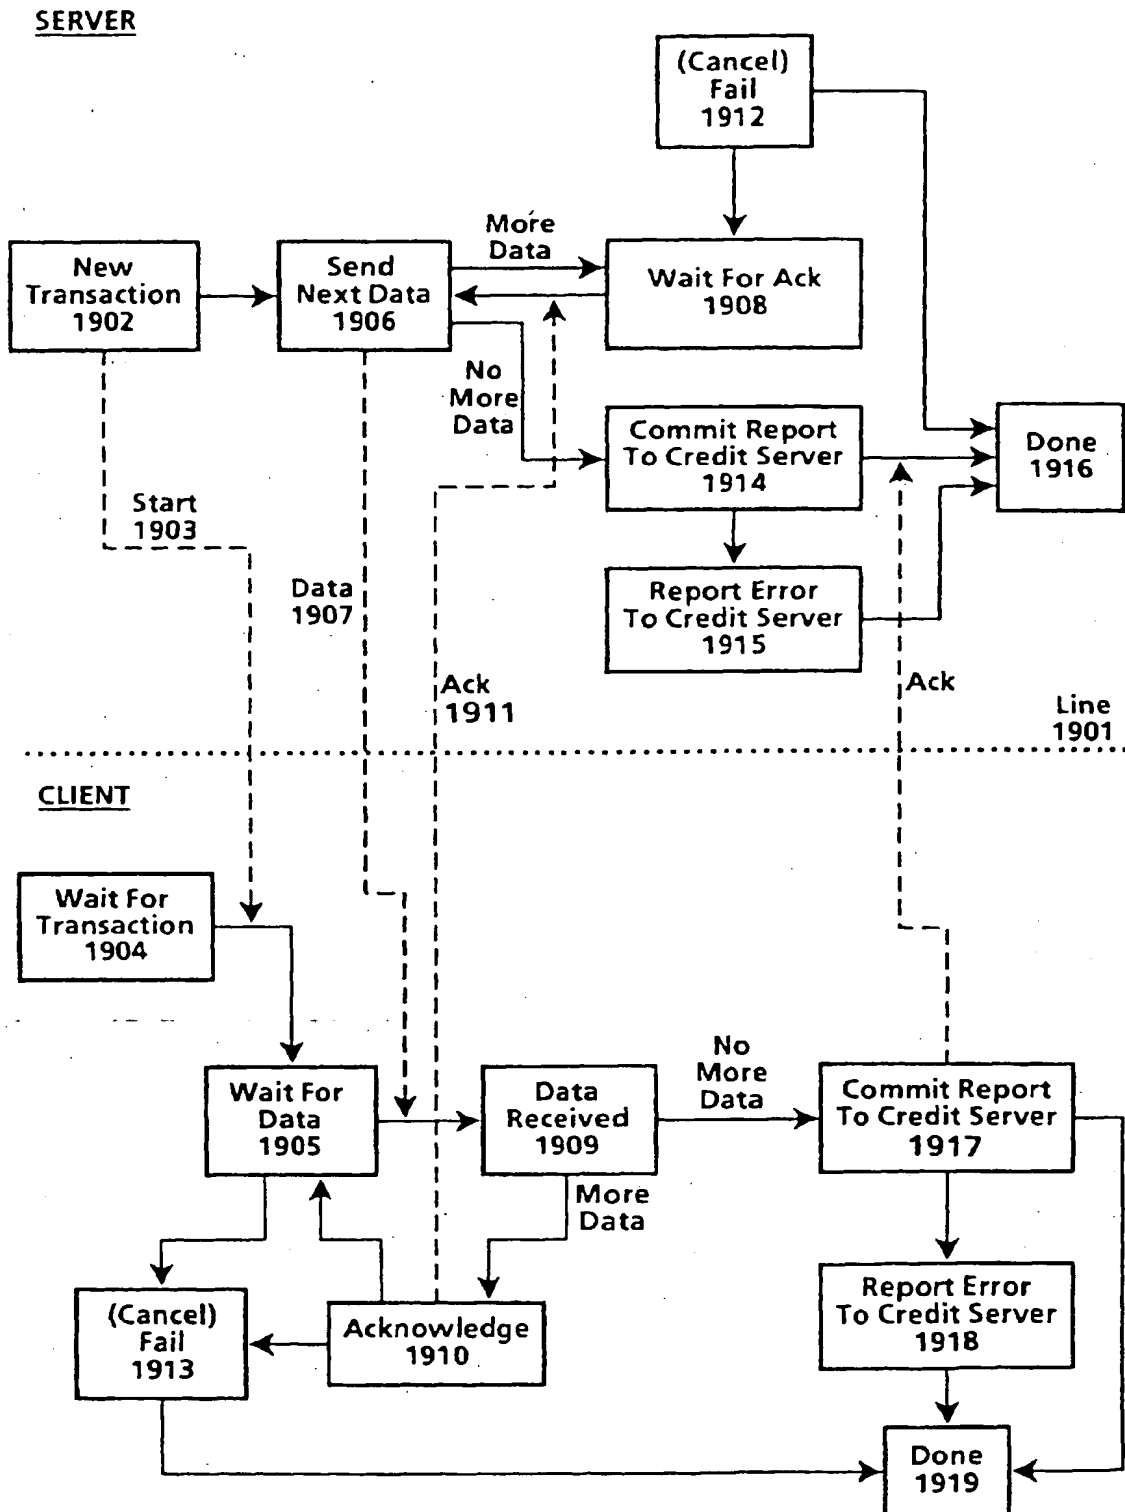 SERVER
(Cancel)
Fail
1912
More
Data
New
Transaction
1902
Send
Next Data
1906
Wait For Ack
1908
No
More
Data
Commit Report
To Credit Server
1914
Done
1916
Start
1903
Data
1907
Report Error
To Credit Server
1915
Ack
1911
Ack
Line
1901
CLIENT
Wait For
Transaction
1904
Wait For
Data
1905
Data
Received
1909
No
More
Data
Commit Report
To Credit Server
1917
More
Data
(Cancel)
Fail
1913
Acknowledge
1910
Report Error
To Credit Server
1918
Done
1919